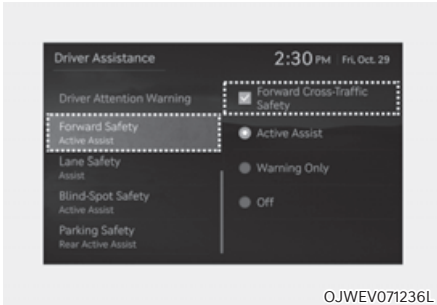 Driver Assistance
2:30 PM Fri, Oct. 29
Driver Attention Warning
Forward Safety
Active Assist
Lane Safety
Assist
Blind-Spot Safety
Active Assist
Parking Safety
Rear Active Assist
Forward Cross-Traffic
Safety
Active Assist
Warning Only
Off
OJWEV071236L